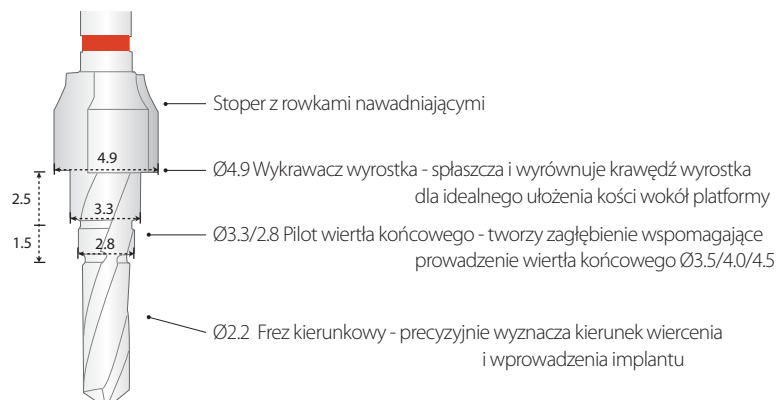 Stoper z rowkami nawadniającymi
4.9
Ø4.9 Wykrawacz wyrostka - spłaszcza i wyrównuje krawędź wyrostka
dla idealnego ułożenia kości wokół platformy
2.5
3.3
1.5
2.8
Ø3.3/2.8 Pilot wiertła końcowego - tworzy zagłębienie wspomagające
prowadzenie wiertła końcowego Ø3.5/4.0/4.5
Ø2.2 Frez kierunkowy - precyzyjnie wyznacza kierunek wiercenia
i wprowadzenia implantu